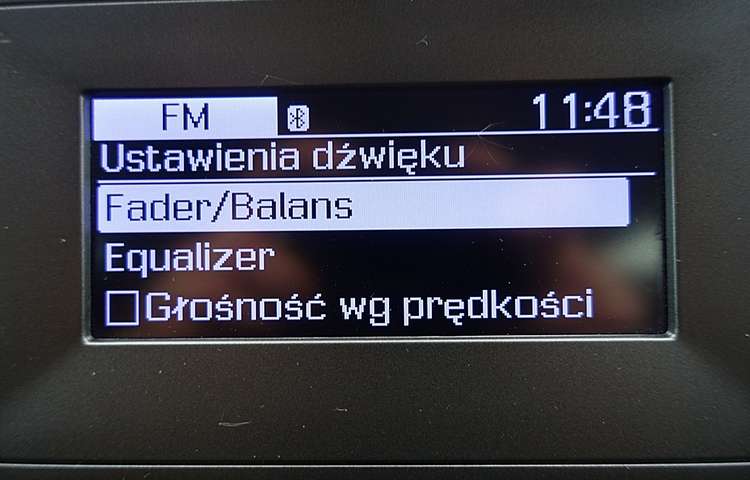 FM 11:48
Ustawienia dźwięku
Fader/Balans
Equalizer
Głośność wg prędkości